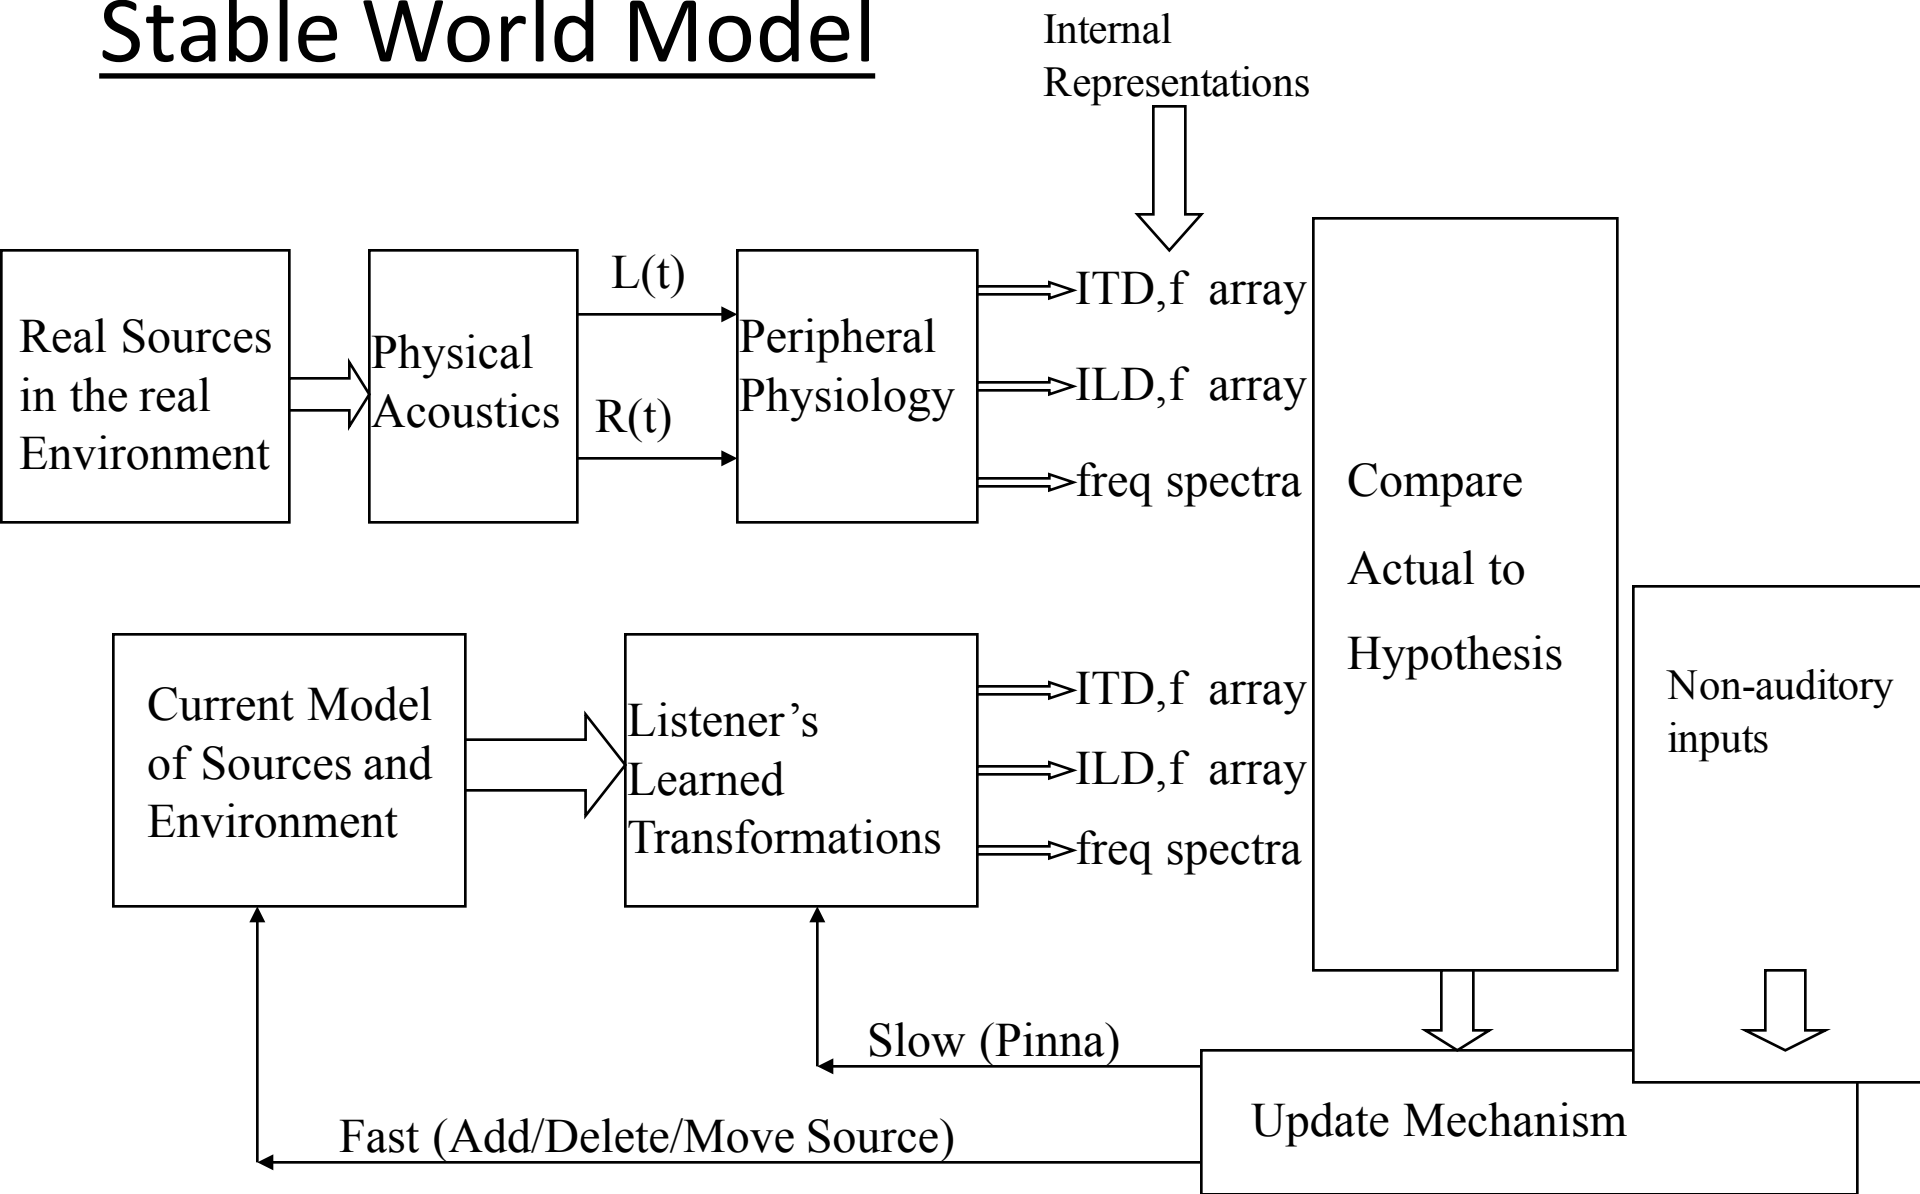 Stable World Model
Internal
Representations
Real Sources
in the real
Environment
Physical
Acoustics
L(t)
R(t)
Peripheral
Physiology
ITD,f array
ILD,f array
freq spectra
Compare
Actual to
Hypothesis
Current Model
of Sources and
Environment
Listener’s
Learned
Transformations
ITD,f array
ILD,f array
freq spectra
Non-auditory
inputs
Slow (Pinna)
Fast (Add/Delete/Move Source)
Update Mechanism